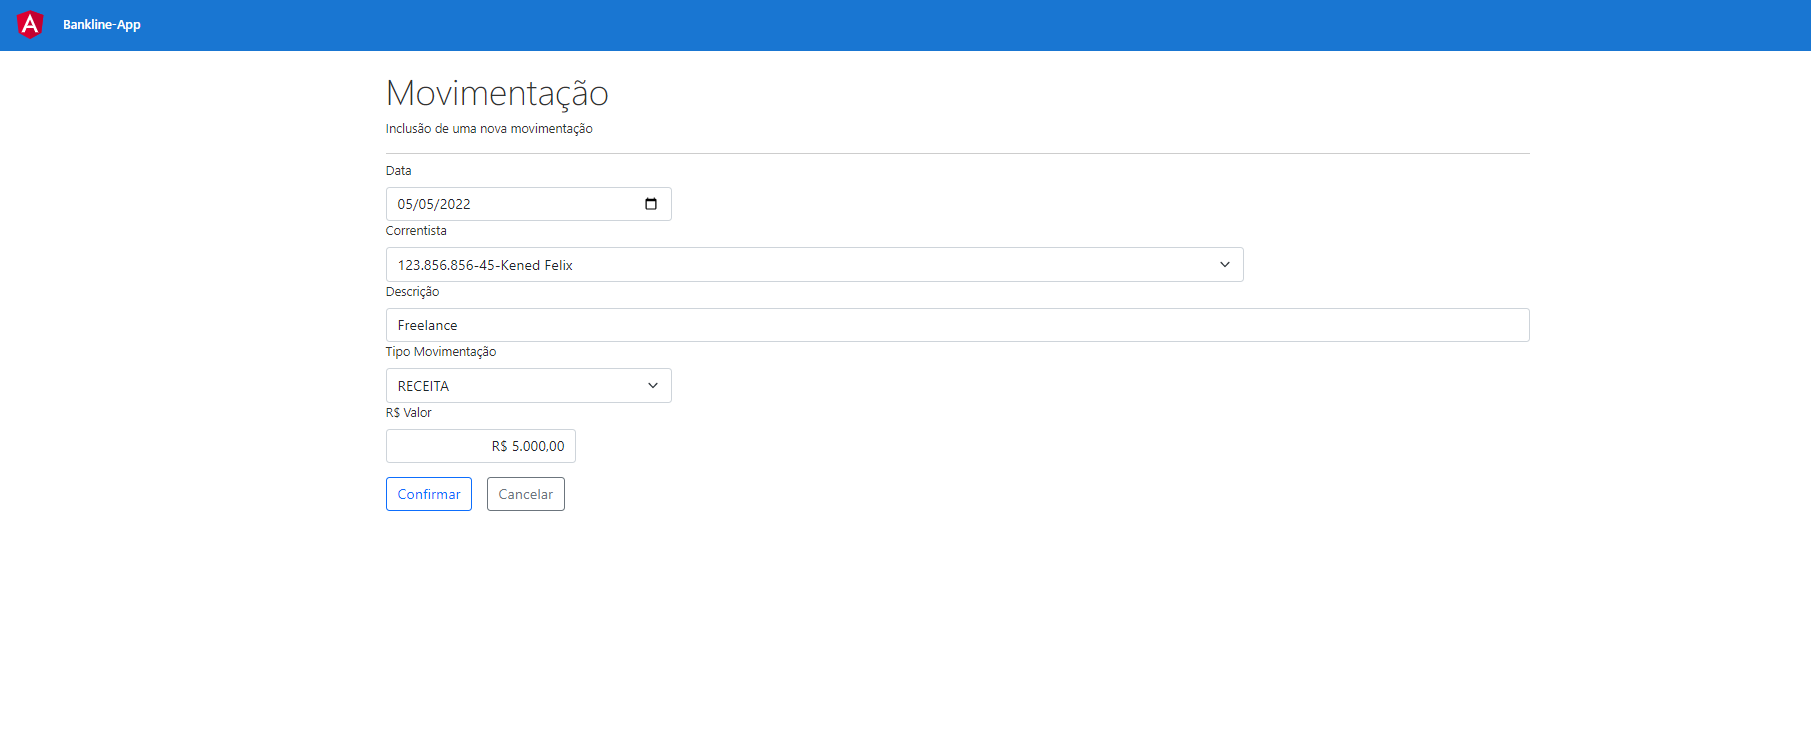 A Bankline-App
Movimentação
Inclusão de uma nova movimentação
Data
05/05/2022
Correntista
123.856.856-45-Kened Felix
Descrição
Freelance
Tipo Movimentação
RECEITA
R$ Valor
R$ 5.000,00
Confirmar Cancelar